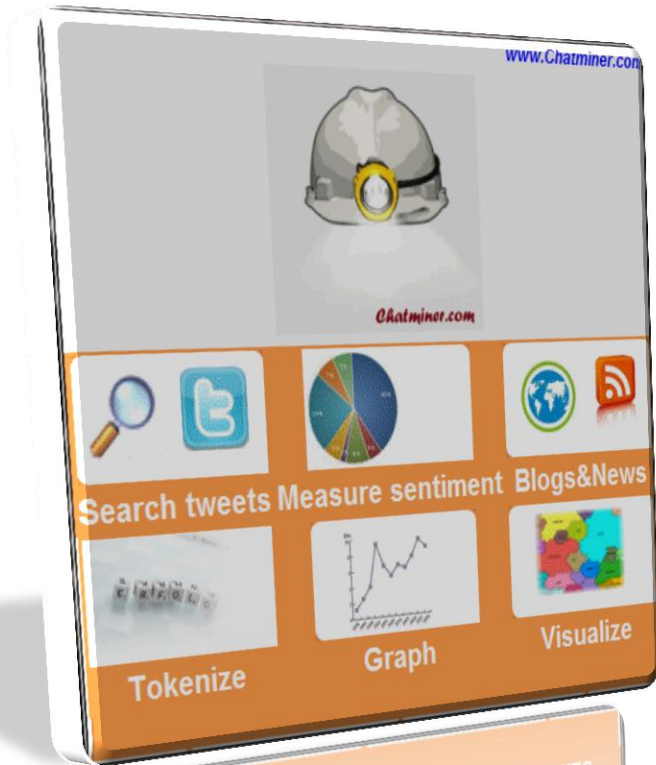 www.Chatminer.com
Chatminer.com
Search tweets
Measure sentiment
Blogs&News
Tokenize
Graph
Visualize